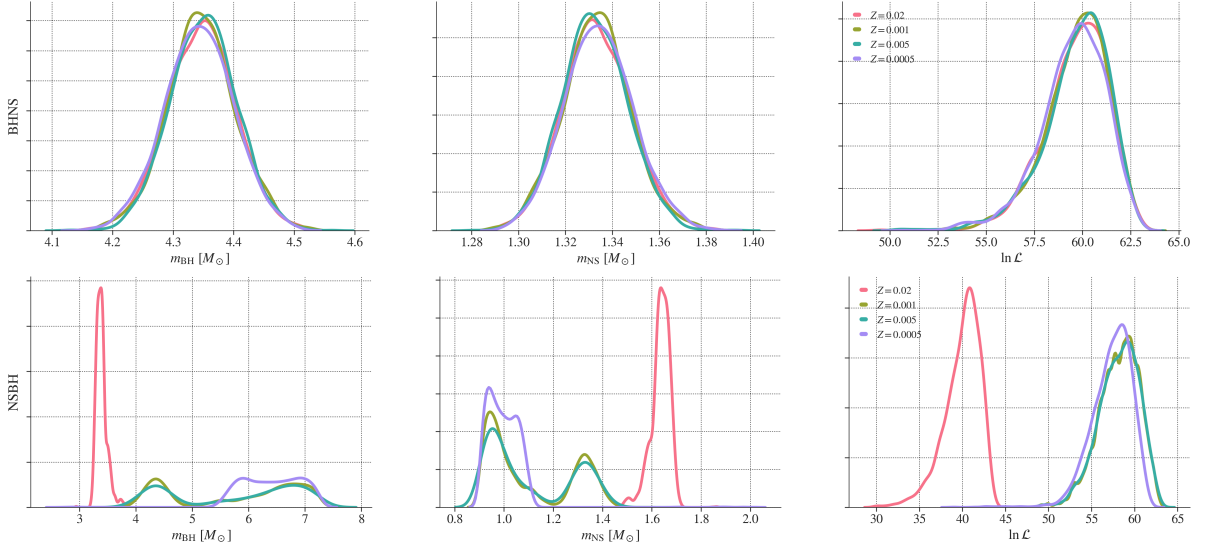 BHNS
Z = 0.02
Z = 0.001
Z = 0.005
Z = 0.0005
4.1 4.2 4.3 4.4 4.5 4.6
m_BH [M_⊙]
1.28 1.30 1.32 1.34 1.36 1.38 1.40
m_NS [M_⊙]
50.0 52.5 55.0 57.5 60.0 62.5 65.0
ln ℒ
NSBH
Z = 0.02
Z = 0.001
Z = 0.005
Z = 0.0005
3 4 5 6 7 8
m_BH [M_⊙]
0.8 1.0 1.2 1.4 1.6 1.8 2.0
m_NS [M_⊙]
30 35 40 45 50 55 60 65
ln ℒ